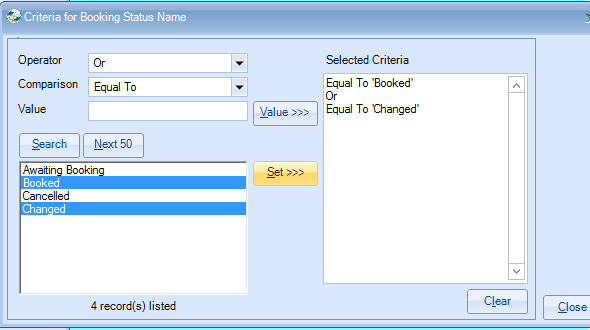 Criteria for Booking Status Name
Operator
Or
Selected Criteria
Comparison
Equal To
Value
Value >>>
Equal To 'Booked'
Or
Equal To 'Changed'
Search
Next 50
Awaiting Booking
Booked
Cancelled
Changed
Set >>>
4 record(s) listed
Clear
Close